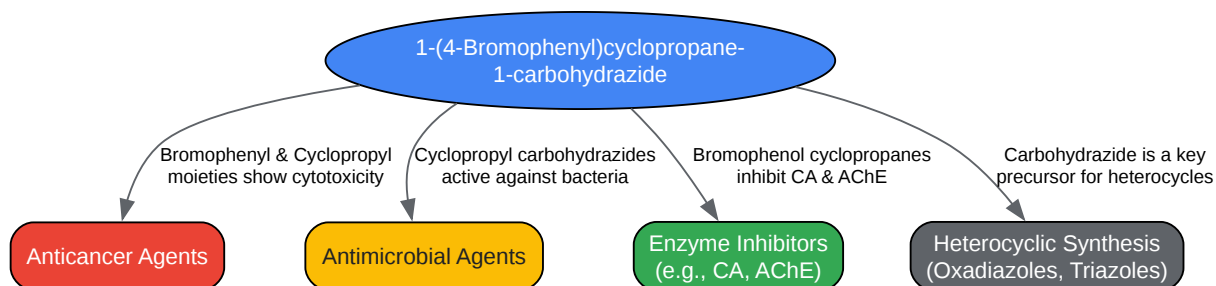 1-(4-Bromophenyl)cyclopropane-
1-carbohydrazide
Bromophenyl & Cyclopropyl
moieties show cytotoxicity
Cyclopropyl carbohydrazides
active against bacteria
Bromophenol cyclopropanes
inhibit CA & AChE
Carbohydrazide is a key
precursor for heterocycles
Anticancer Agents
Antimicrobial Agents
Enzyme Inhibitors
(e.g., CA, AChE)
Heterocyclic Synthesis
(Oxadiazoles, Triazoles)